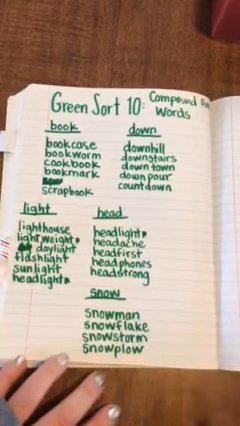 Green Sort 10: Compound
Words
book
bookcase
bookworm
cookbook
bookmark
scrapbook
down
downhill
downstairs
downtown
downpour
countdown
light
lighthouse
lightweight
daylight
flashlight
sunlight
headlight
head
headlight
headache
headfirst
headphones
headstrong
snow
snowman
snowflake
snowstorm
snowplow